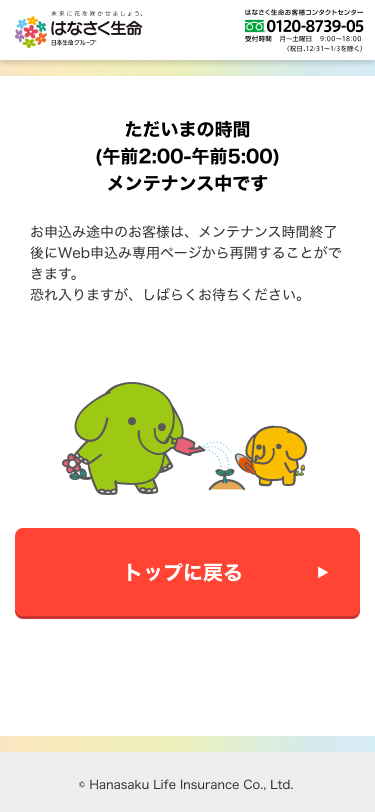 未来に花を咲かせましょう。
はなさく生命
日本生命グループ
はなさく生命お客様コンタクトセンター
0120-8739-05
受付時間 月～土曜日 9:00～18:00
（祝日、12/31～1/3を除く）
ただいまの時間
(午前2:00-午前5:00)
メンテナンス中です
お申込み途中のお客様は、メンテナンス時間終了
後にWeb申込み専用ページから再開することがで
きます。
恐れ入りますが、しばらくお待ちください。
トップに戻る
© Hanasaku Life Insurance Co., Ltd.